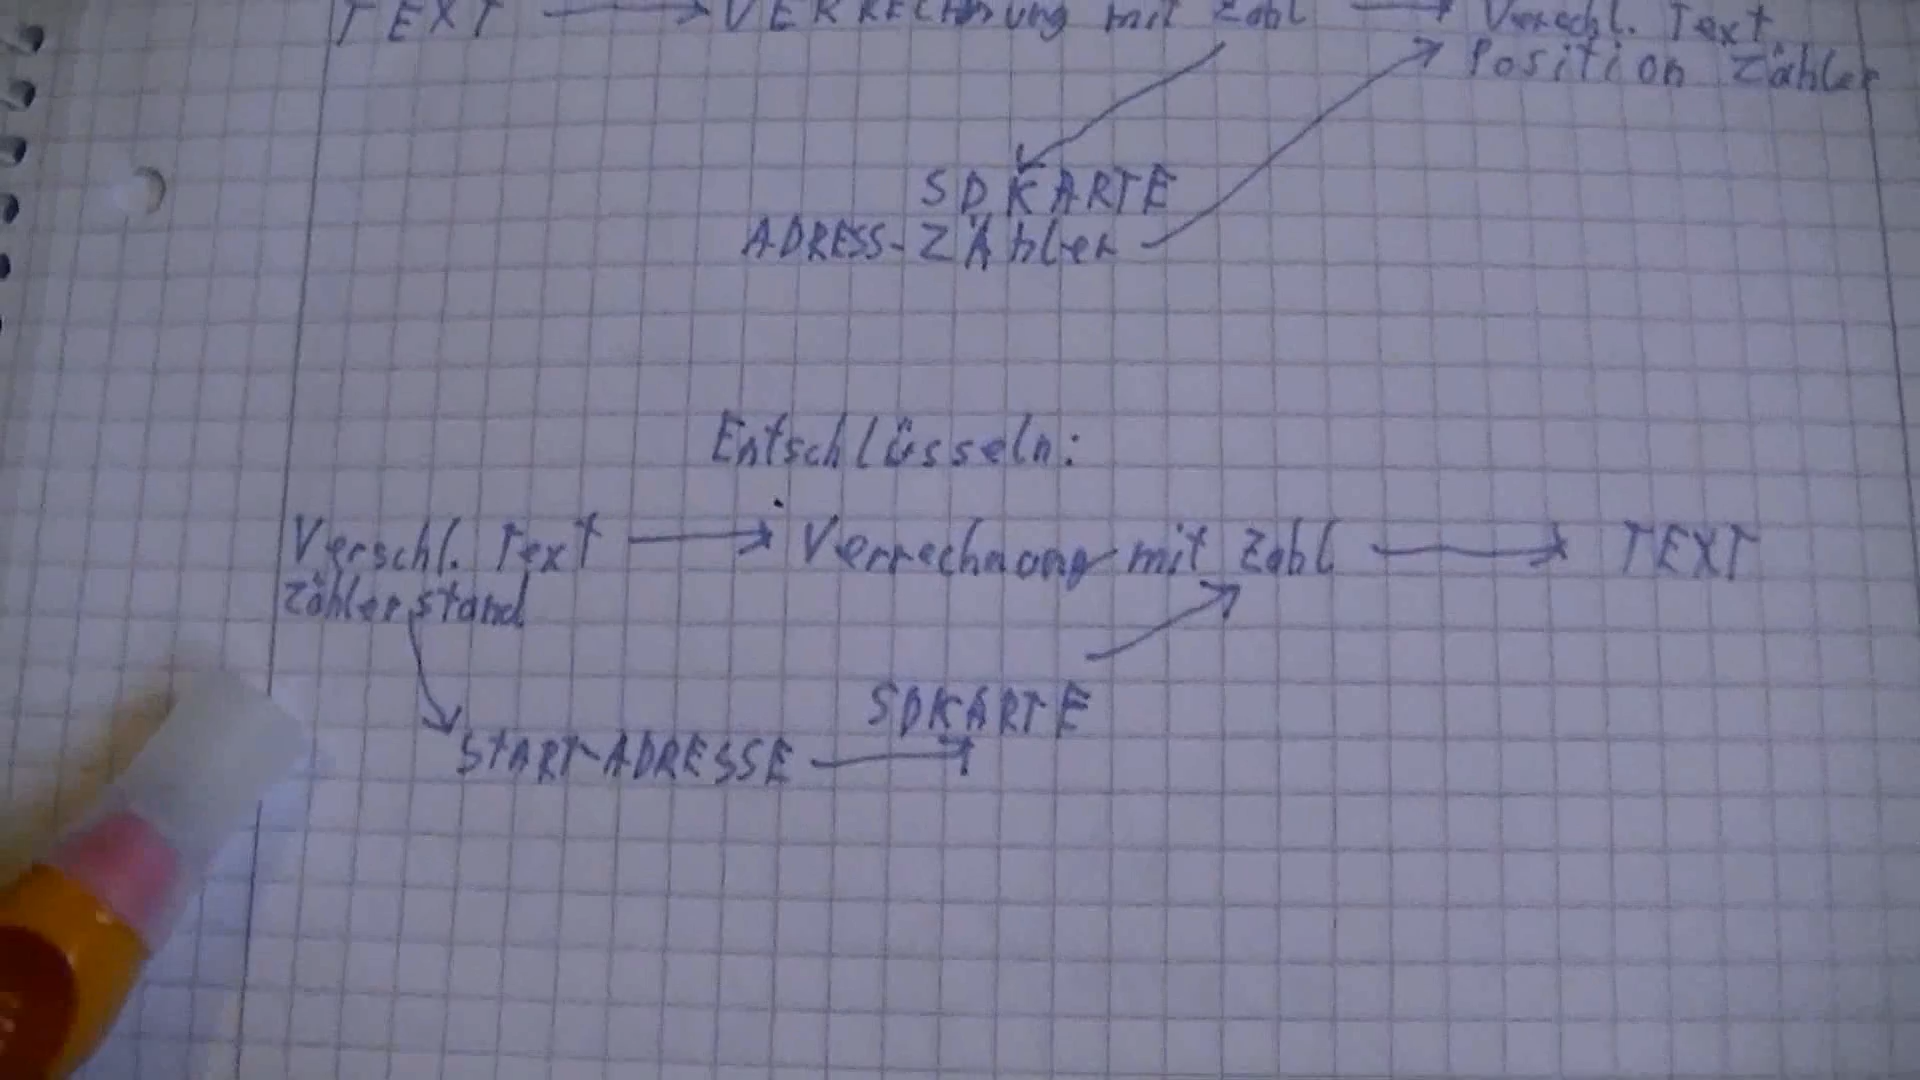 TEXT → VERRECHnung mit Zahl → Verschl. Text
Position Zähler
SDKARTE
ADRESS-ZÄhler
Entschlüsseln:
Verschl. Text → Verrechnung mit Zahl → TEXT
Zählerstand
SDKARTE
START-ADRESSE